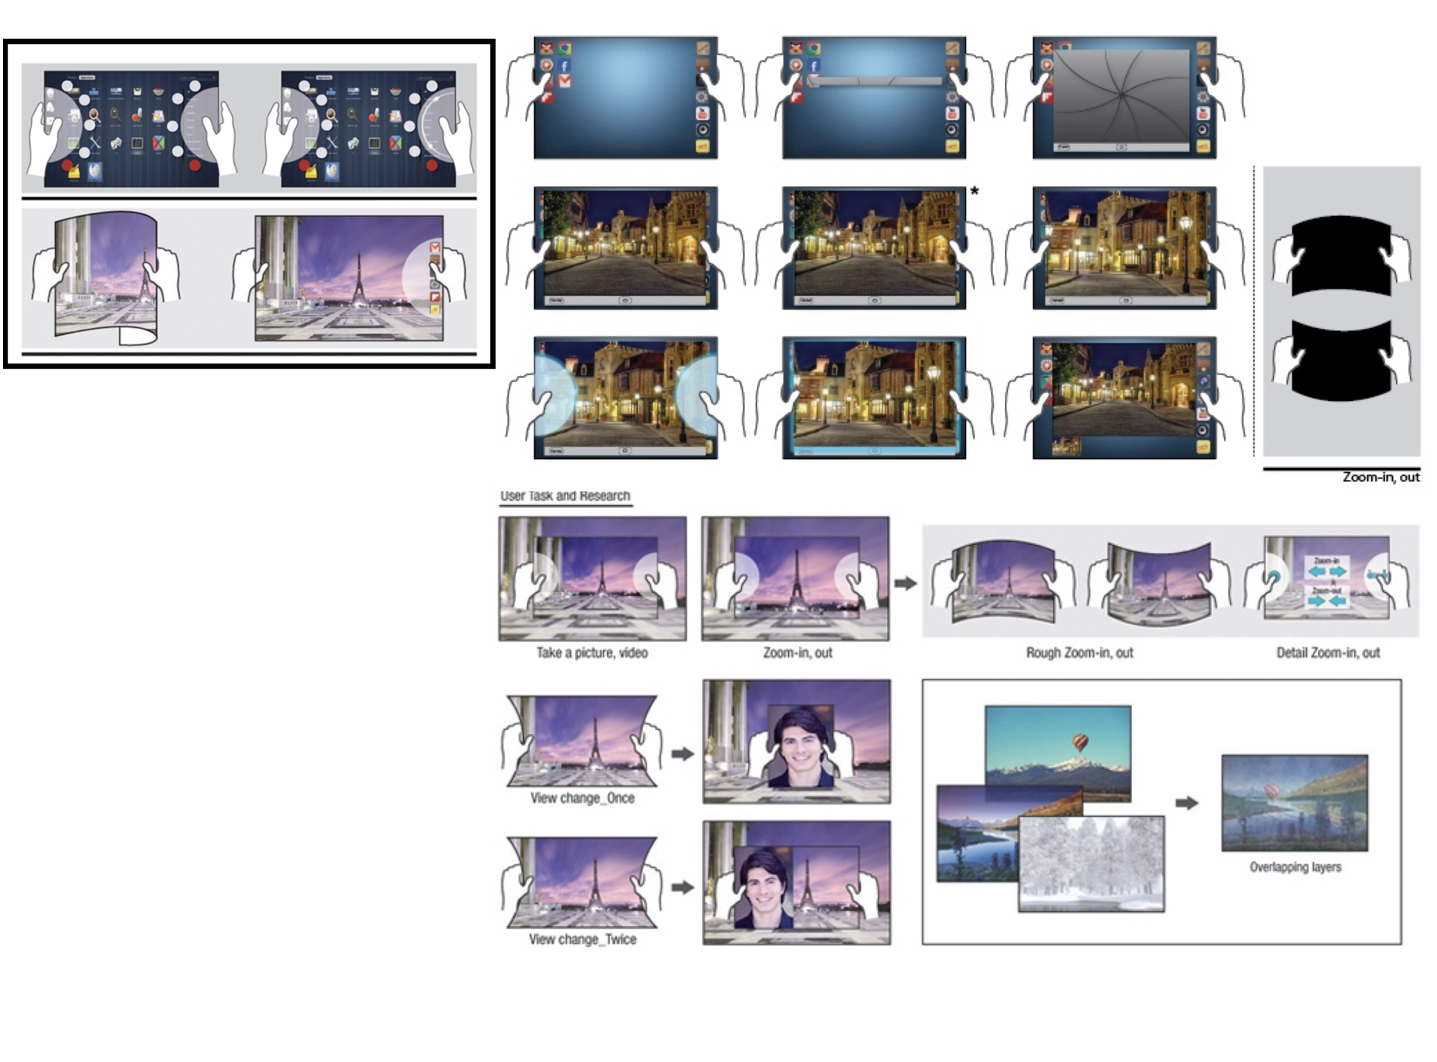 *
Zoom-in, out
User Task and Research
Take a picture, video
Zoom-in, out
Zoom-in
Zoom-out
Rough Zoom-in, out
Detail Zoom-in, out
View change_Once
View change_Twice
Overlapping layers